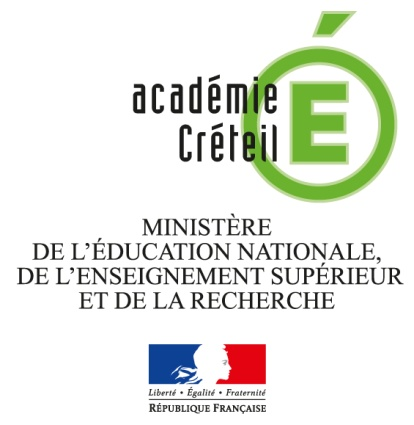 académie
Créteil
É
MINISTÈRE
DE L'ÉDUCATION NATIONALE,
DE L'ENSEIGNEMENT SUPÉRIEUR
ET DE LA RECHERCHE
Liberté • Égalité • Fraternité
RÉPUBLIQUE FRANÇAISE